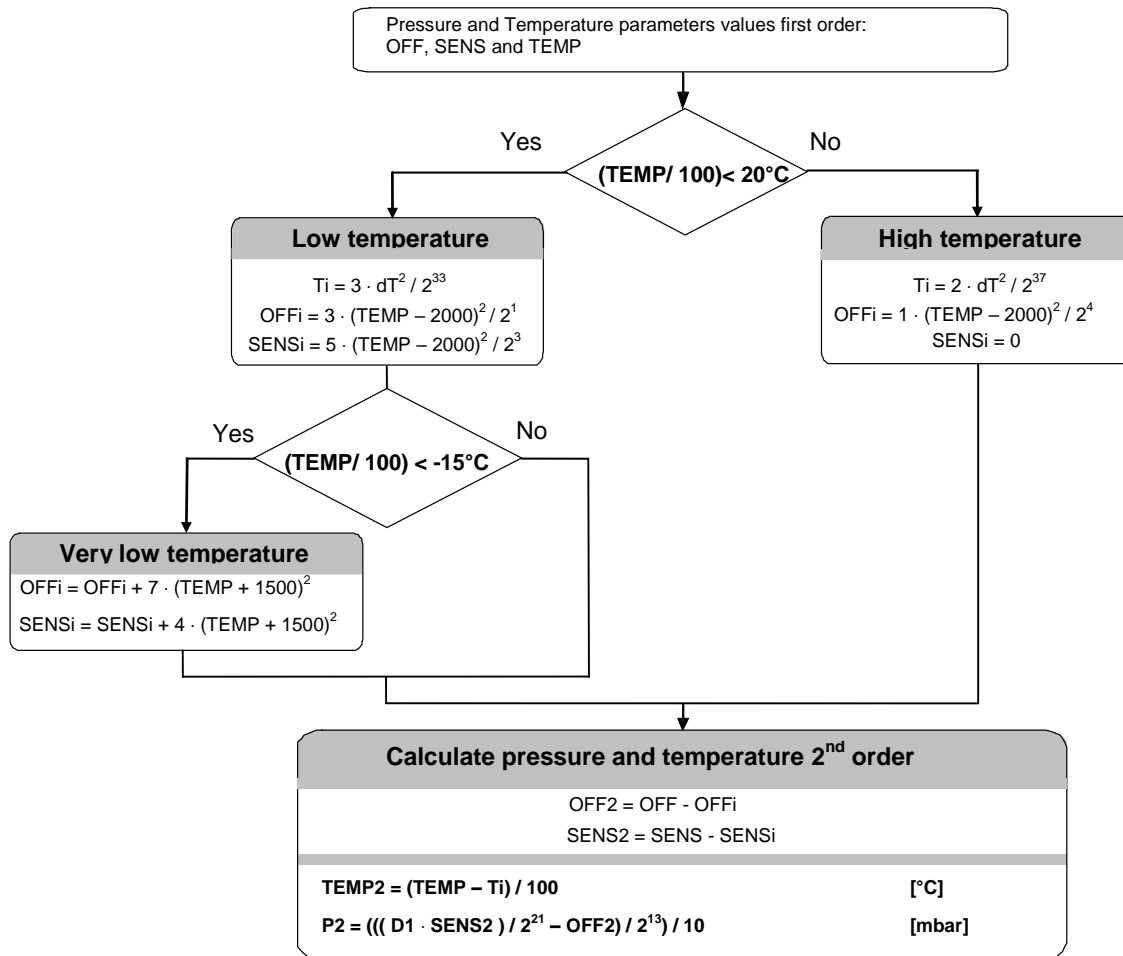 Pressure and Temperature parameters values first order:
OFF, SENS and TEMP
Yes
No
(TEMP/ 100)< 20°C
Low temperature
Ti = 3 · dT² / 2³³
OFFi = 3 · (TEMP – 2000)² / 2¹
SENSi = 5 · (TEMP – 2000)² / 2³
High temperature
Ti = 2 · dT² / 2³⁷
OFFi = 1 · (TEMP – 2000)² / 2⁴
SENSi = 0
Yes
No
(TEMP/ 100) < -15°C
Very low temperature
OFFi = OFFi + 7 · (TEMP + 1500)²
SENSi = SENSi + 4 · (TEMP + 1500)²
Calculate pressure and temperature 2ⁿᵈ order
OFF2 = OFF - OFFi
SENS2 = SENS - SENSi
TEMP2 = (TEMP – Ti) / 100 [°C]
P2 = ((( D1 · SENS2 ) / 2²¹ – OFF2) / 2¹³) / 10 [mbar]